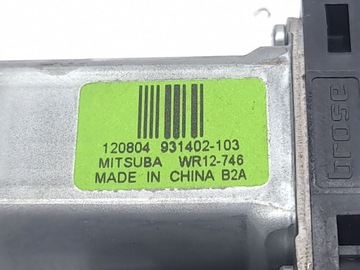 120804 931402-103
MITSUBA WR12-746
MADE IN CHINA B2A
brose